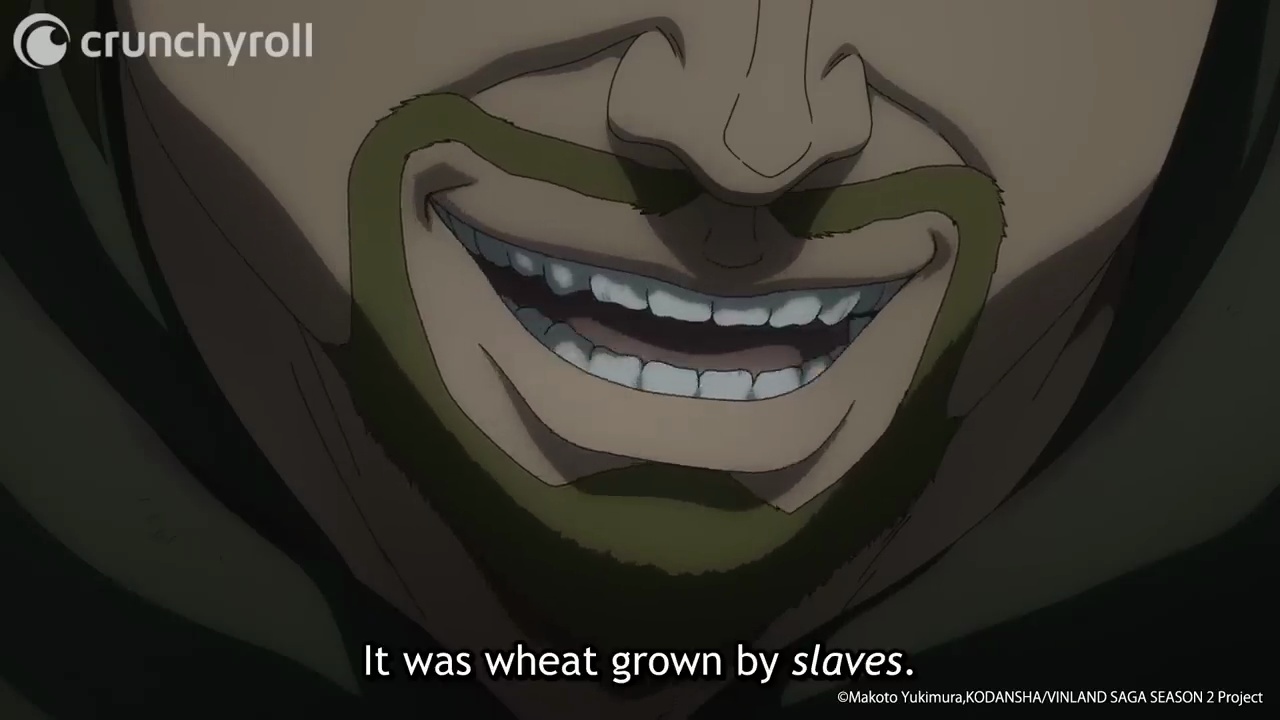 crunchyroll
It was wheat grown by slaves.
©Makoto Yukimura,KODANSHA/VINLAND SAGA SEASON 2 Project